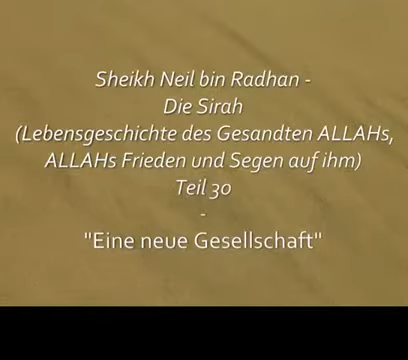 Sheikh Neil bin Radhan -
Die Sirah
(Lebensgeschichte des Gesandten ALLAHs,
ALLAHs Frieden und Segen auf ihm)
Teil 30
-
"Eine neue Gesellschaft"